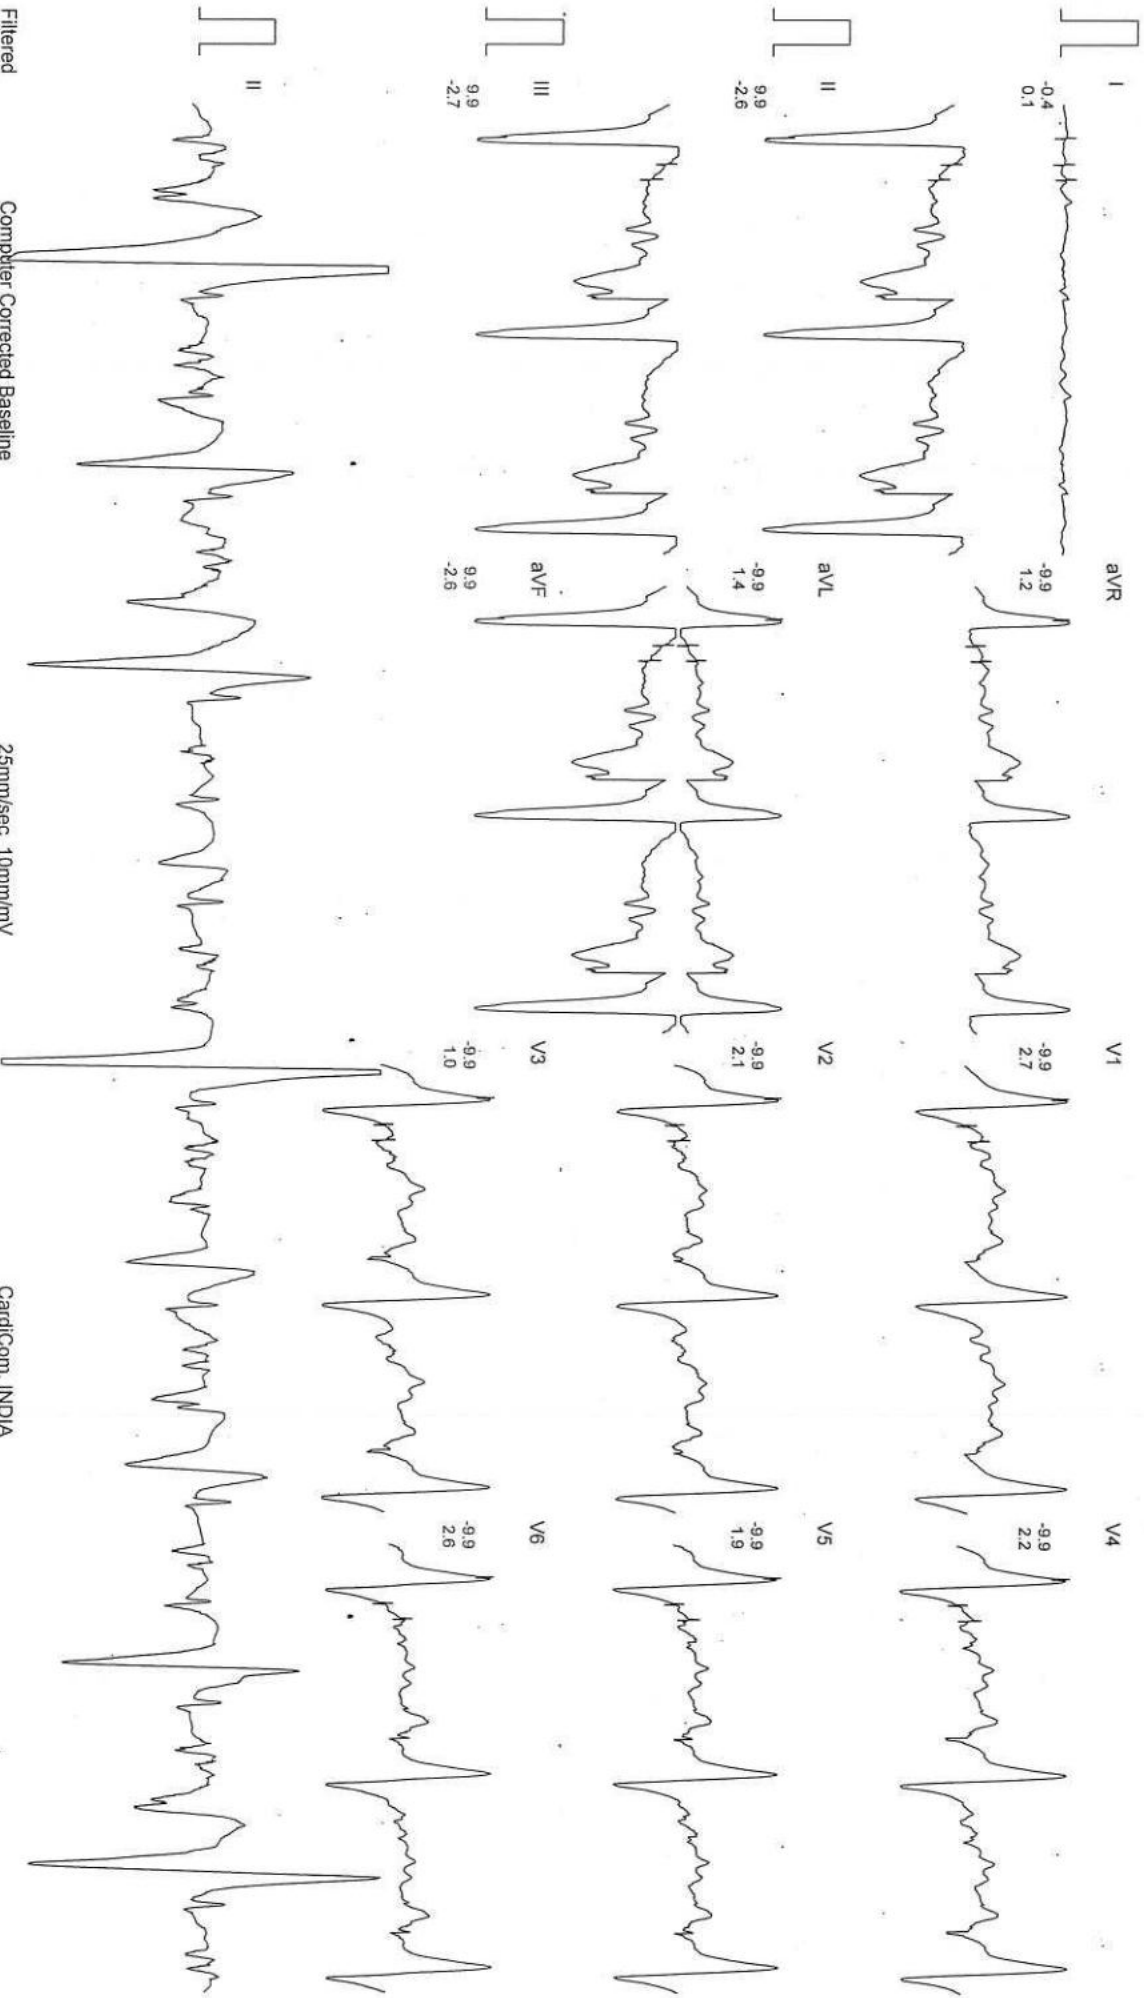 I
-0.4
0.1
aVR
-9.9
1.2
V1
-9.9
2.7
V4
-9.9
2.2
II
9.9
-2.6
aVL
-9.9
1.4
V2
-9.9
2.1
V5
-9.9
1.9
III
9.9
-2.7
aVF
9.9
-2.6
V3
-9.9
1.0
V6
-9.9
2.6
II
Filtered Computer Corrected Baseline 25mm/sec 10mm/mV CardiCom, INDIA